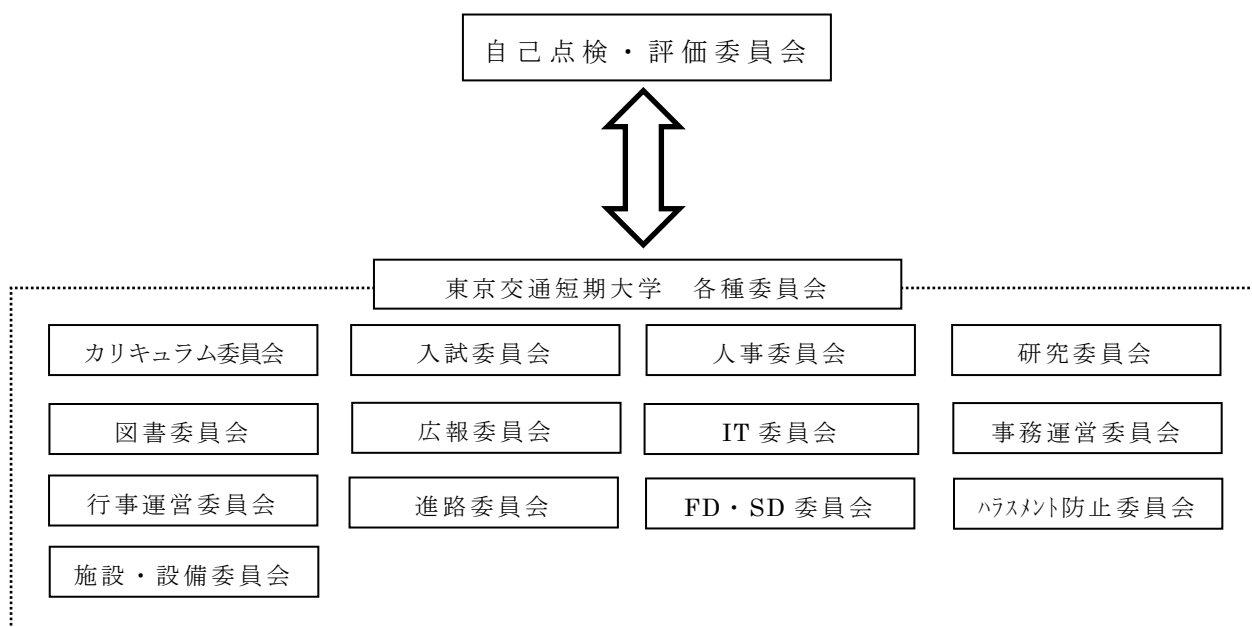 自己点検・評価委員会
東京交通短期大学　各種委員会
カリキュラム委員会
入試委員会
人事委員会
研究委員会
図書委員会
広報委員会
IT 委員会
事務運営委員会
行事運営委員会
進路委員会
FD・SD 委員会
ﾊﾗｽﾒﾝﾄ防止委員会
施設・設備委員会